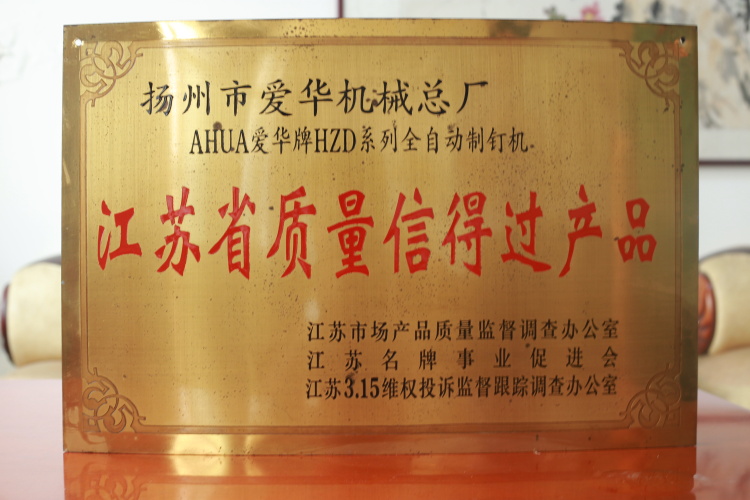 扬州市爱华机械总厂
AHUA爱华牌HZD系列全自动制钉机
江苏省质量信得过产品
江苏市场产品质量监督调查办公室
江苏名牌事业促进会
江苏3.15维权投诉监督跟踪调查办公室